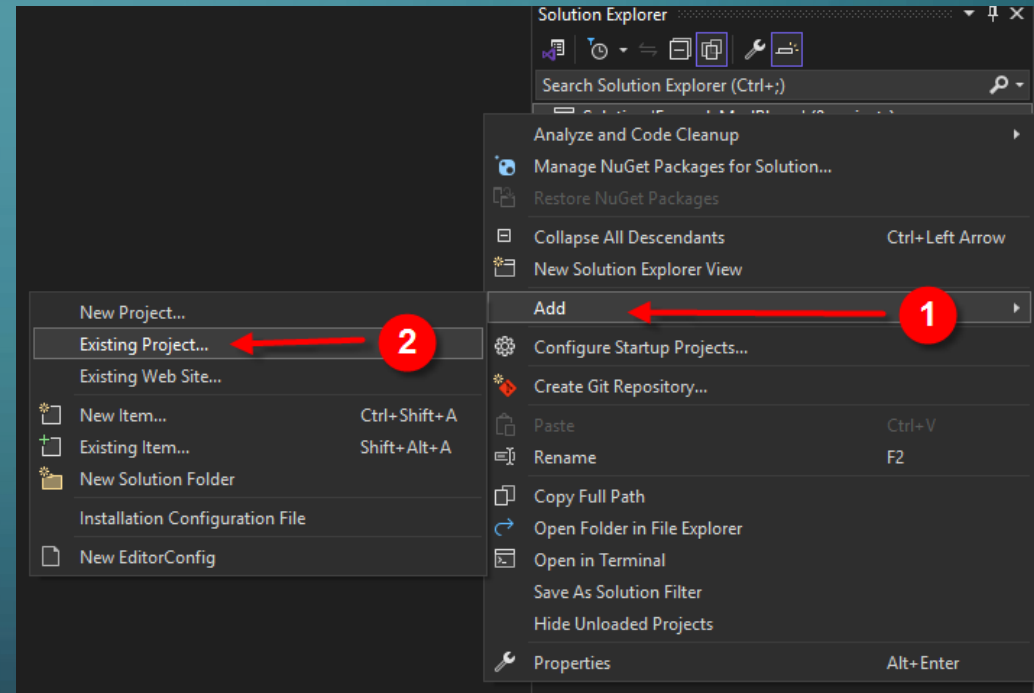 Solution Explorer
Search Solution Explorer (Ctrl+;)
Analyze and Code Cleanup
Manage NuGet Packages for Solution...
Restore NuGet Packages
Collapse All Descendants Ctrl+Left Arrow
New Solution Explorer View
Add 1
Configure Startup Projects...
Create Git Repository...
Paste Ctrl+V
Rename F2
Copy Full Path
Open Folder in File Explorer
Open in Terminal
Save As Solution Filter
Hide Unloaded Projects
Properties Alt+Enter
New Project...
Existing Project... 2
Existing Web Site...
New Item... Ctrl+Shift+A
Existing Item... Shift+Alt+A
New Solution Folder
Installation Configuration File
New EditorConfig